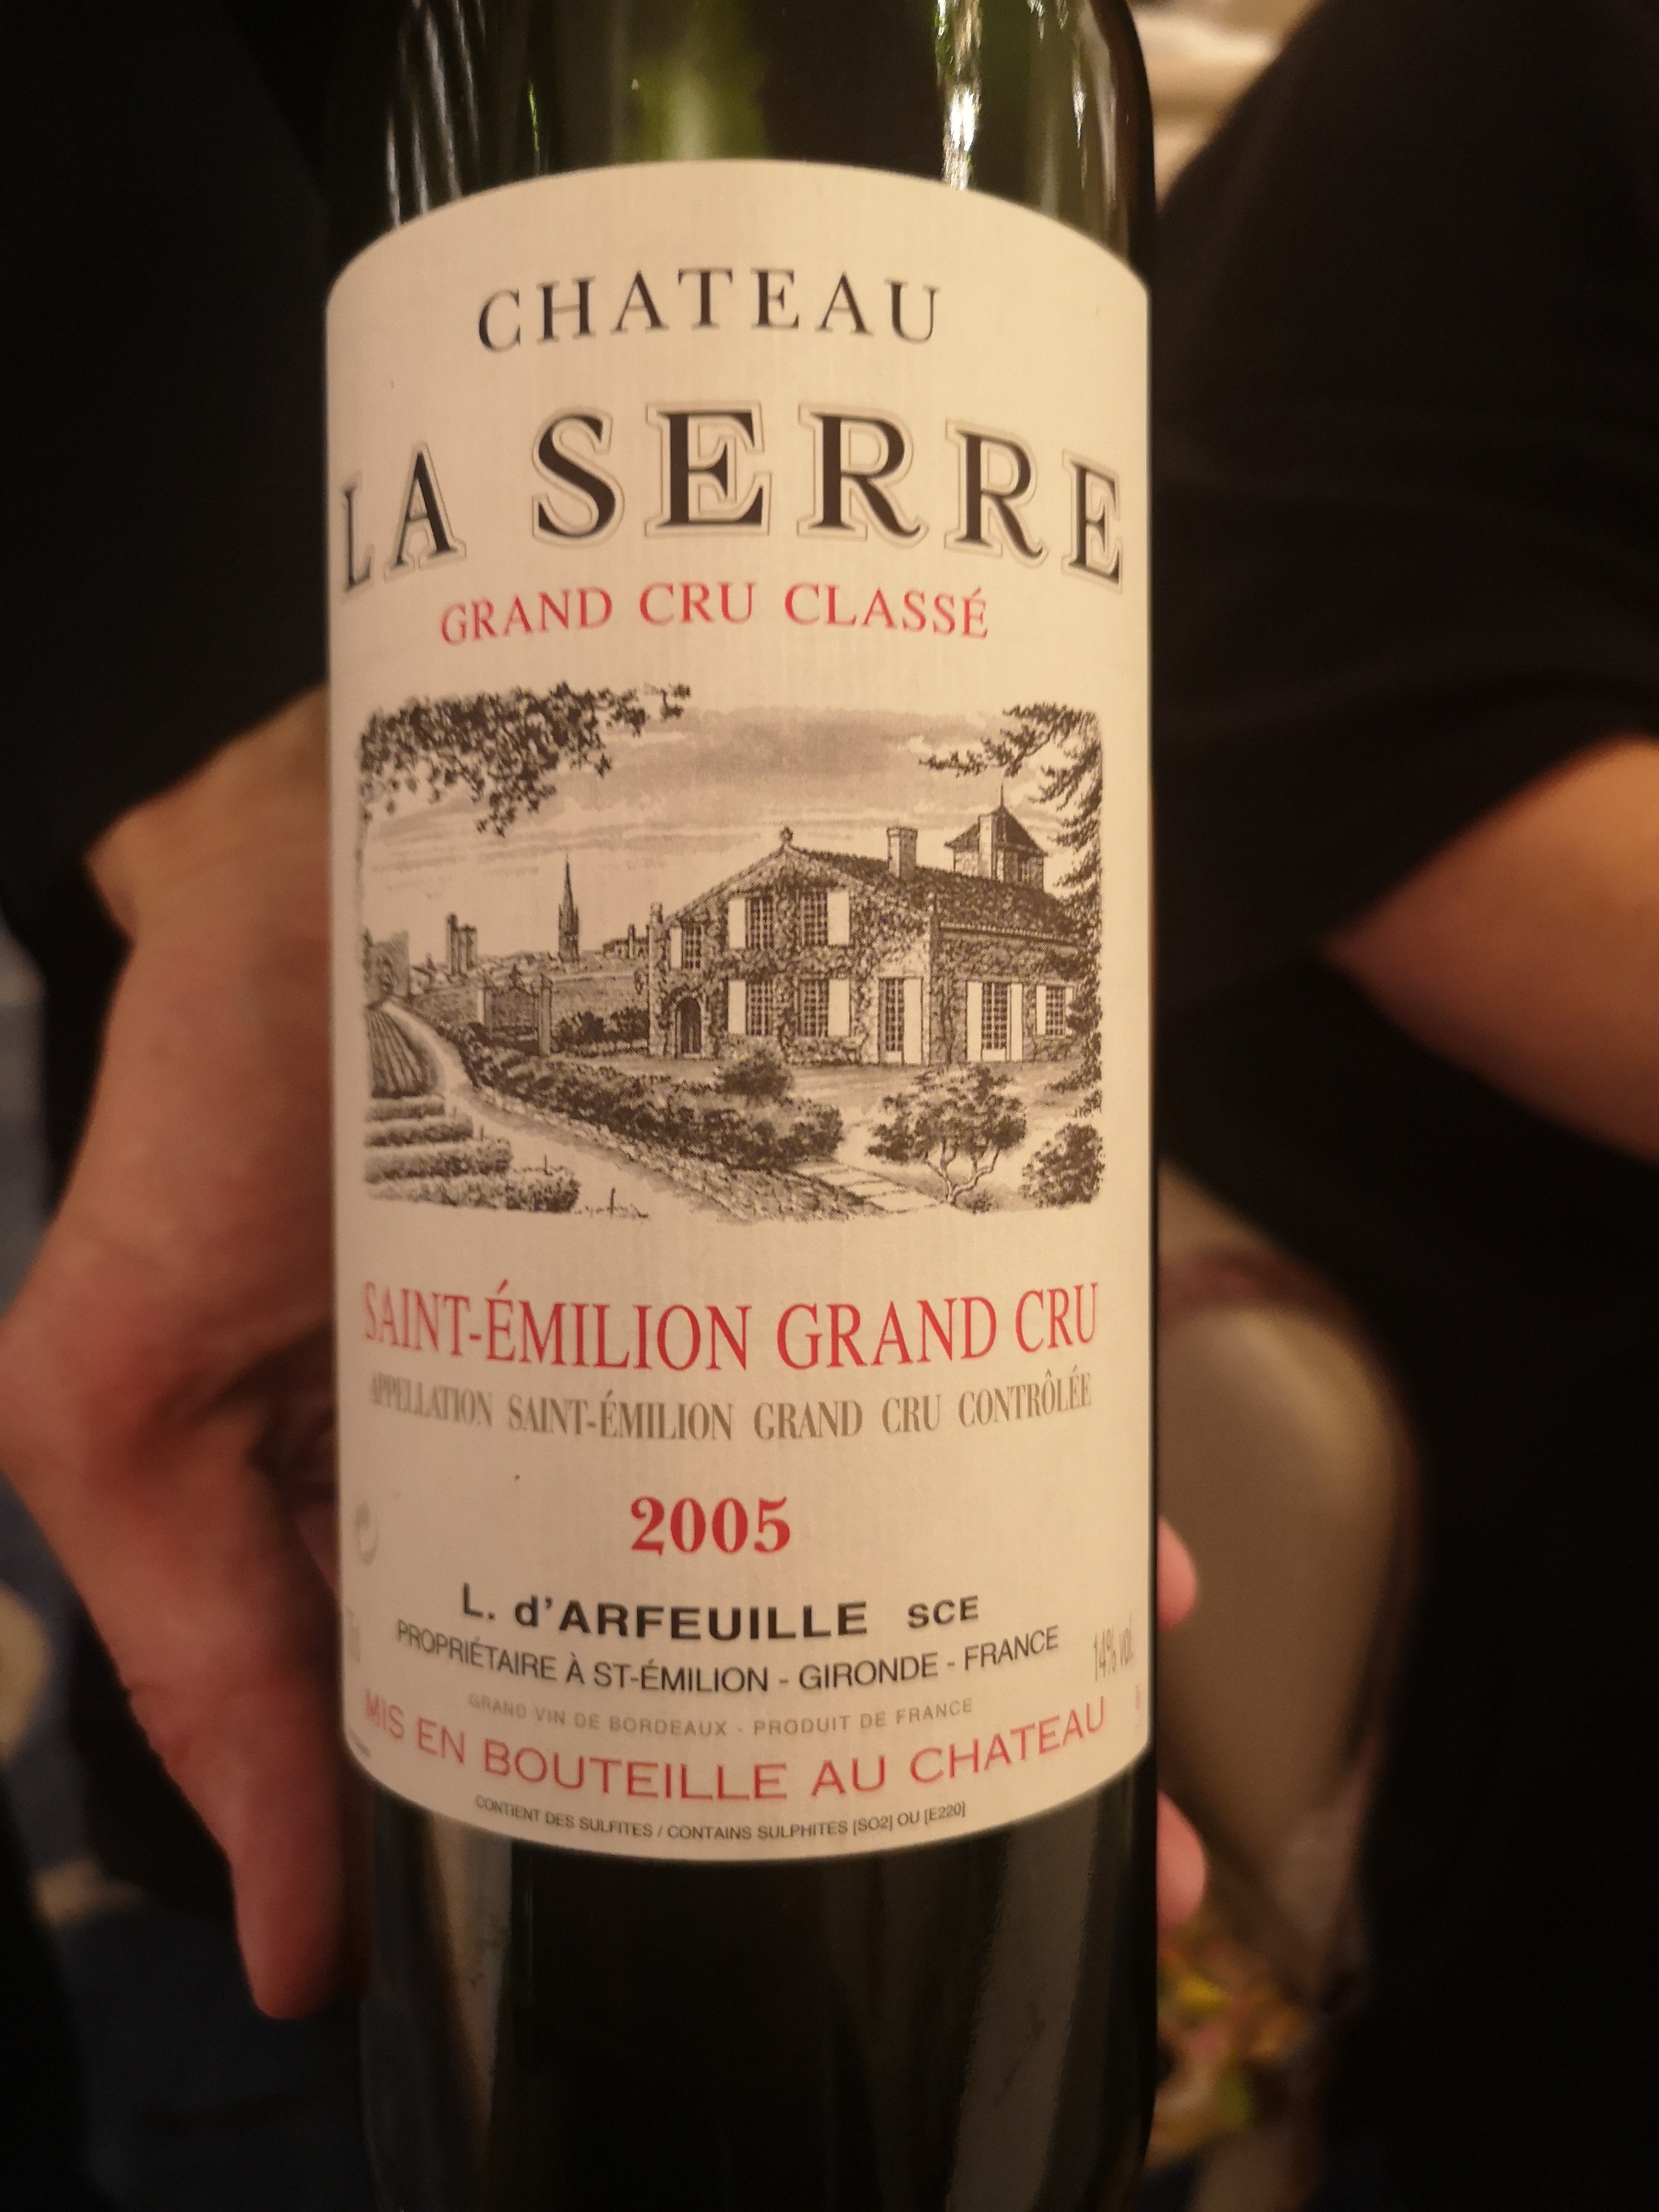 CHATEAU
LA SERRE
GRAND CRU CLASSÉ
SAINT-ÉMILION GRAND CRU
APPELLATION SAINT-ÉMILION GRAND CRU CONTRÔLÉE
2005
e
L. d'ARFEUILLE SCE
PROPRIÉTAIRE À ST-ÉMILION - GIRONDE - FRANCE
14% vol.
GRAND VIN DE BORDEAUX - PRODUIT DE FRANCE
MIS EN BOUTEILLE AU CHATEAU
CONTIENT DES SULFITES / CONTAINS SULPHITES [SO2] OU [E220]